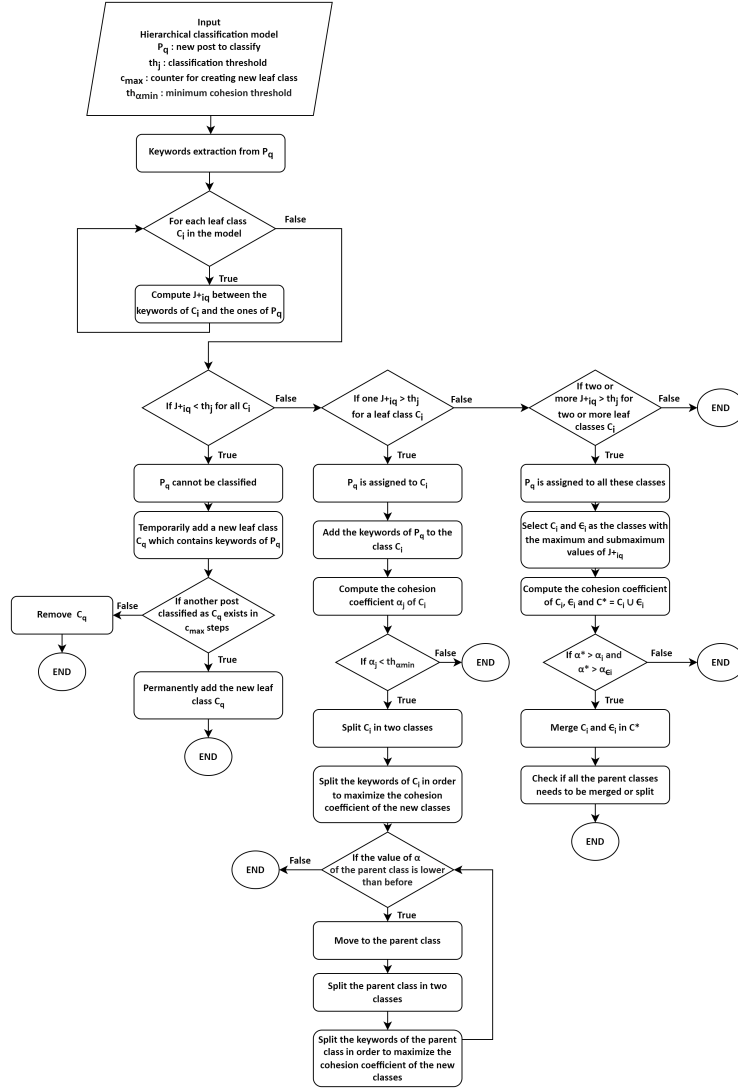 Input
Hierarchical classification model
Pq : new post to classify
thj : classification threshold
cmax : counter for creating new leaf class
thαmin : minimum cohesion threshold
Keywords extraction from Pq
For each leaf class
Ci in the model
False
True
Compute J+iq between the
keywords of Ci and the ones of Pq
If J+iq < thj for all Ci
False
True
If one J+iq > thj
for a leaf class Ci
False
True
If two or
more J+iq > thj for
two or more leaf
classes Ci
False
True
END
Pq cannot be classified
Temporarily add a new leaf class
Cq which contains keywords of Pq
If another post
classified as Cq exists in
cmax steps
False
True
Remove Cq
END
Permanently add the new leaf
class Cq
END
Pq is assigned to Ci
Add the keywords of Pq to the
class Ci
Compute the cohesion
coefficient αj of Ci
If αj < thαmin
False
True
END
Split Ci in two classes
Split the keywords of Ci in order
to maximize the cohesion
coefficient of the new classes
If the value of α
of the parent class is lower
than before
False
True
END
Move to the parent class
Split the parent class in two
classes
Split the keywords of the parent
class in order to maximize the
cohesion coefficient of the new
classes
Pq is assigned to all these classes
Select Ci and Є̵i as the classes with
the maximum and submaximum
values of J+iq
Compute the cohesion coefficient
of Ci, Є̵i and C* = Ci ∪ Є̵i
If α* > αi and
α* > αЄ̵i
False
True
END
Merge Ci and Є̵i in C*
Check if all the parent classes
needs to be merged or split
END